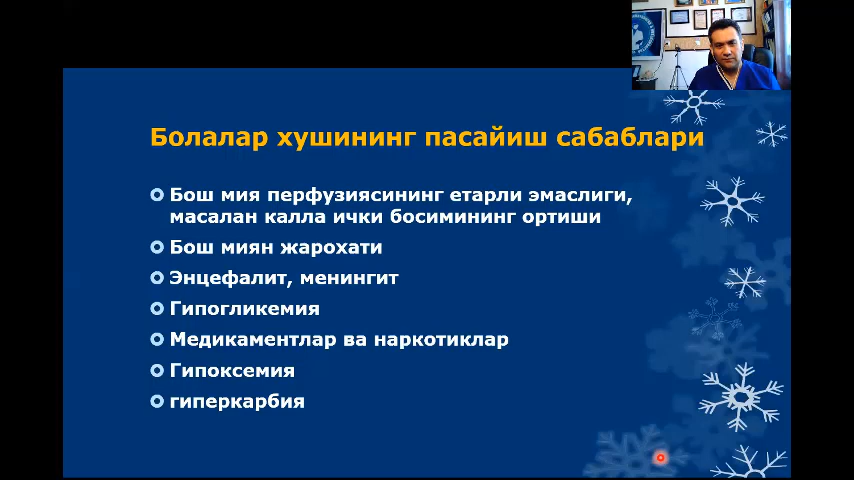 Болалар хушининг пасайиш сабаблари
Бош мия перфузиясининг етарли эмаслиги,
масалан калла ички босимининг ортиши
Бош миян жарохати
Энцефалит, менингит
Гипогликемия
Медикаментлар ва наркотиклар
Гипоксемия
гиперкарбия